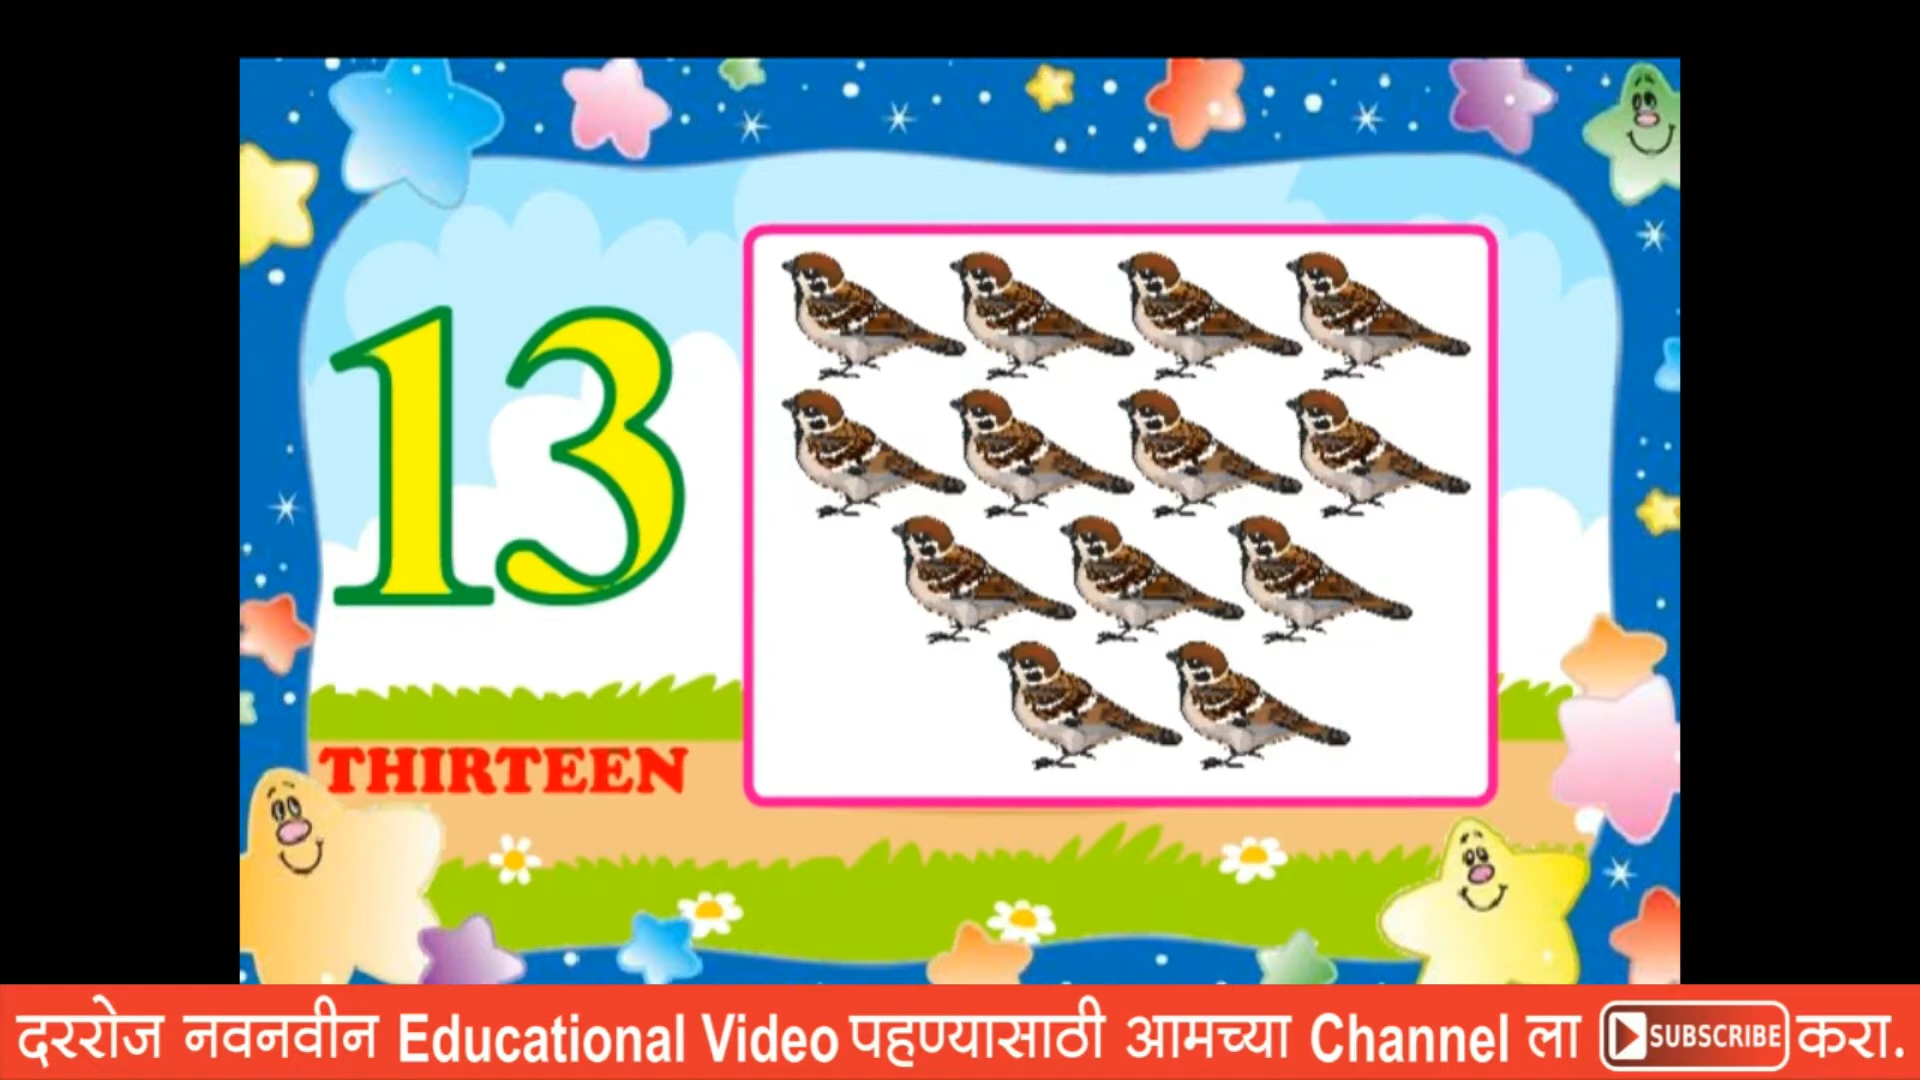 13
THIRTEEN
दररोज नवनवीन Educational Video पहण्यासाठी आमच्या Channel ला SUBSCRIBE करा.